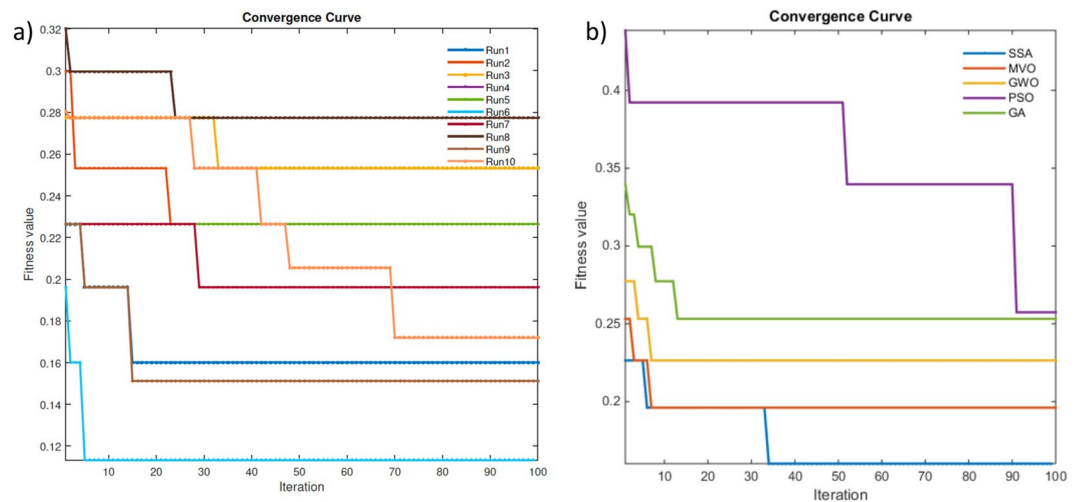 a)
Convergence Curve
0.32
0.3
0.28
0.26
0.24
0.22
0.2
0.18
0.16
0.14
0.12
Fitness value
10 20 30 40 50 60 70 80 90 100
Iteration
Run1
Run2
Run3
Run4
Run5
Run6
Run7
Run8
Run9
Run10
b)
Convergence Curve
0.4
0.35
0.3
0.25
0.2
Fitness value
10 20 30 40 50 60 70 80 90 100
Iteration
SSA
MVO
GWO
PSO
GA